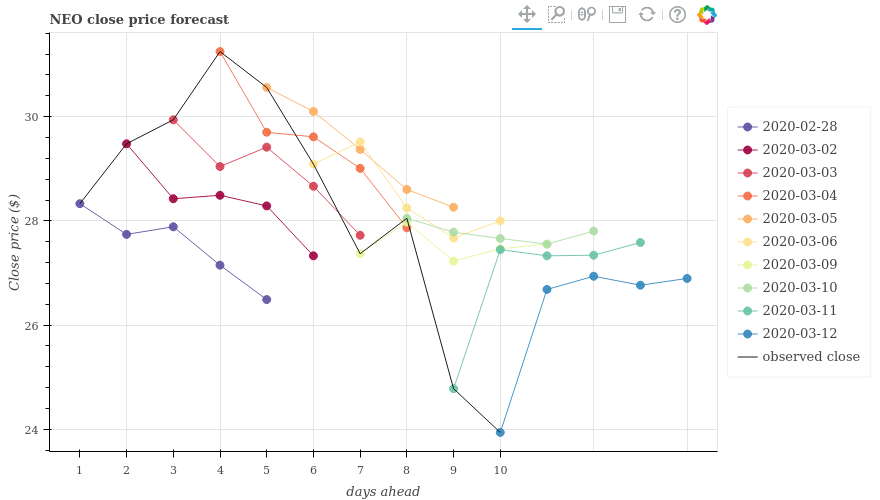 NEO close price forecast
30
28
26
24
Close price ($)
1 2 3 4 5 6 7 8 9 10
days ahead
2020-02-28
2020-03-02
2020-03-03
2020-03-04
2020-03-05
2020-03-06
2020-03-09
2020-03-10
2020-03-11
2020-03-12
observed close